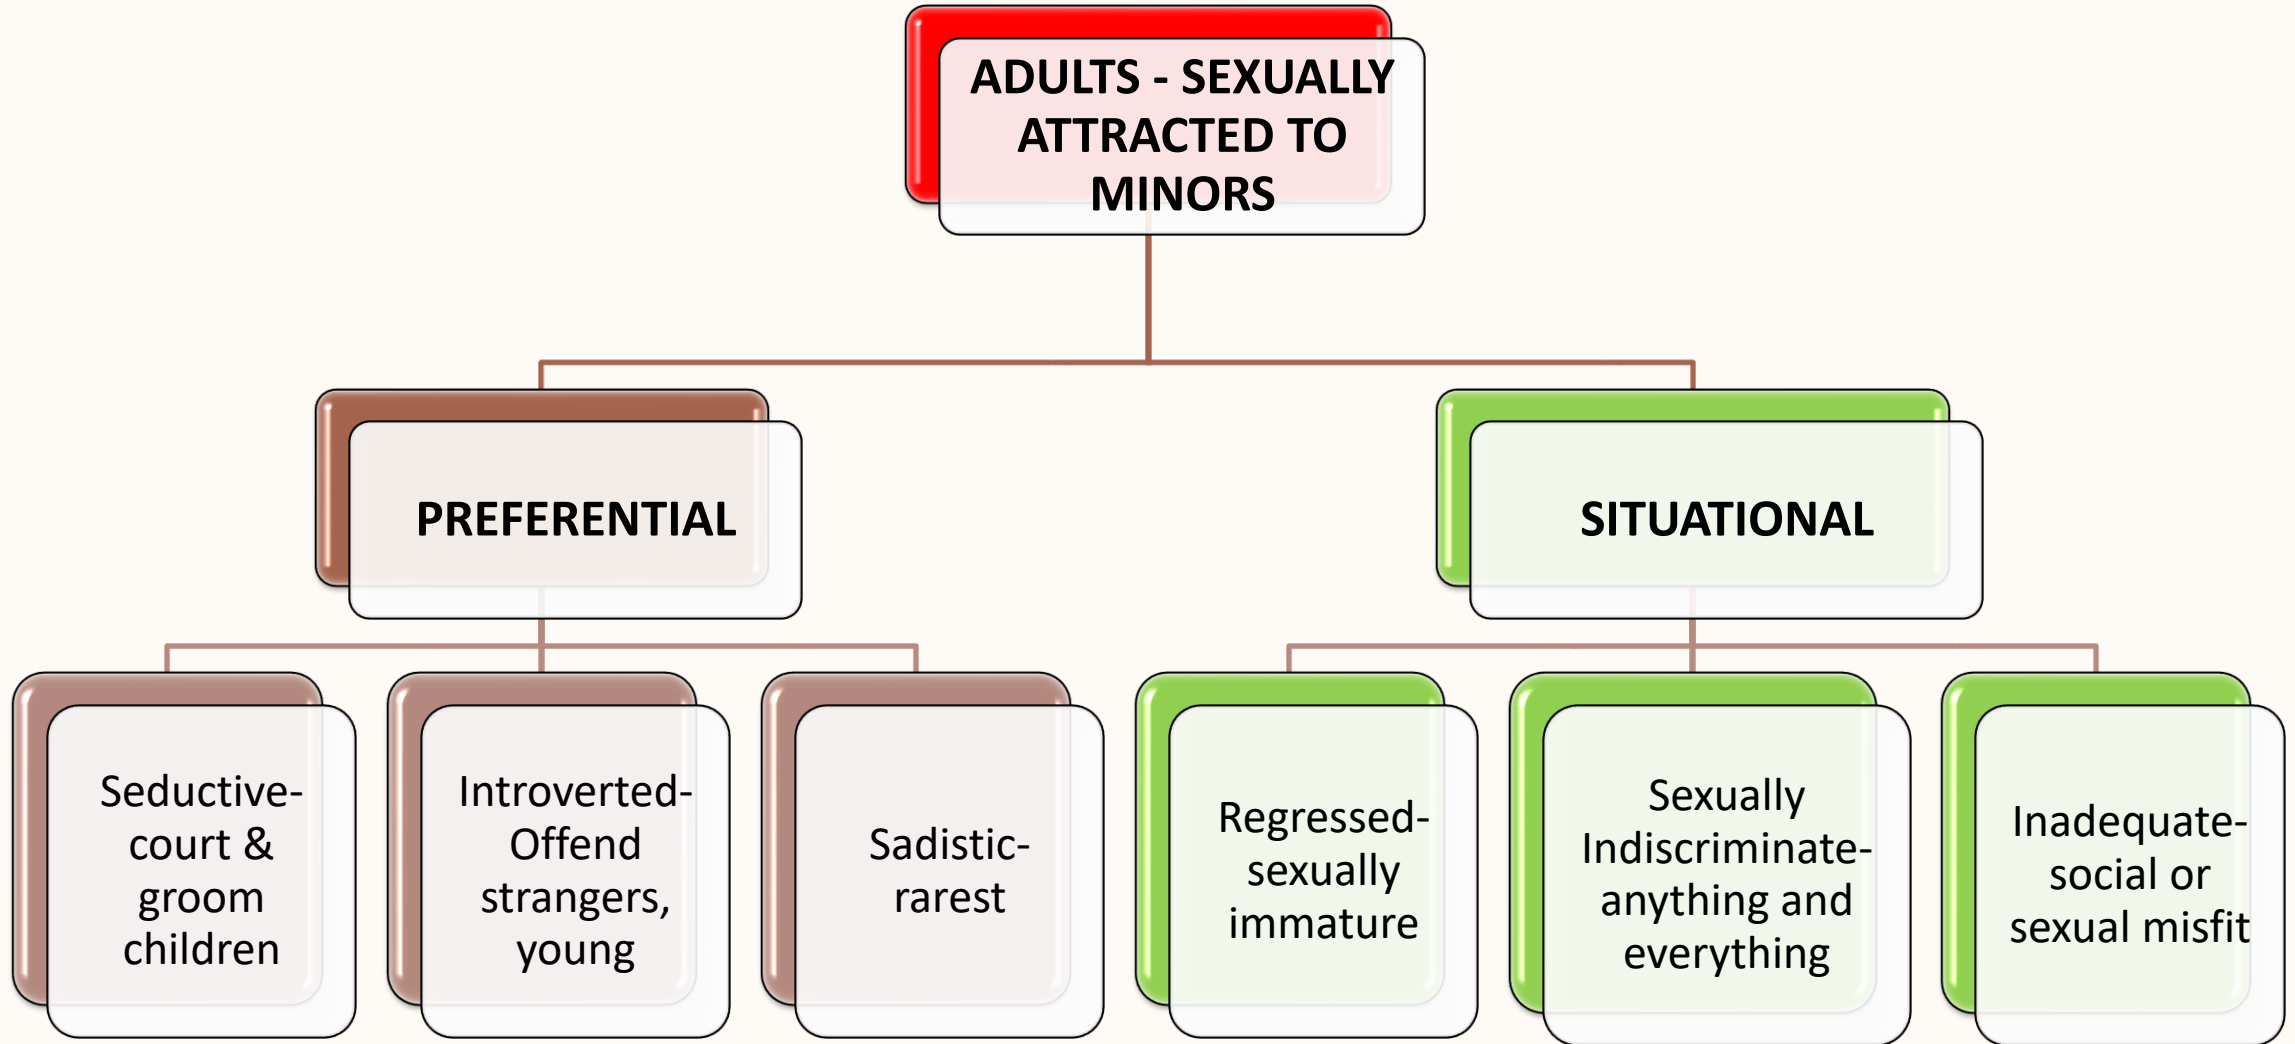 ADULTS - SEXUALLY
ATTRACTED TO
MINORS
PREFERENTIAL
SITUATIONAL
Seductive-
court &
groom
children
Introverted-
Offend
strangers,
young
Sadistic-
rarest
Regressed-
sexually
immature
Sexually
Indiscriminate-
anything and
everything
Inadequate-
social or
sexual misfit